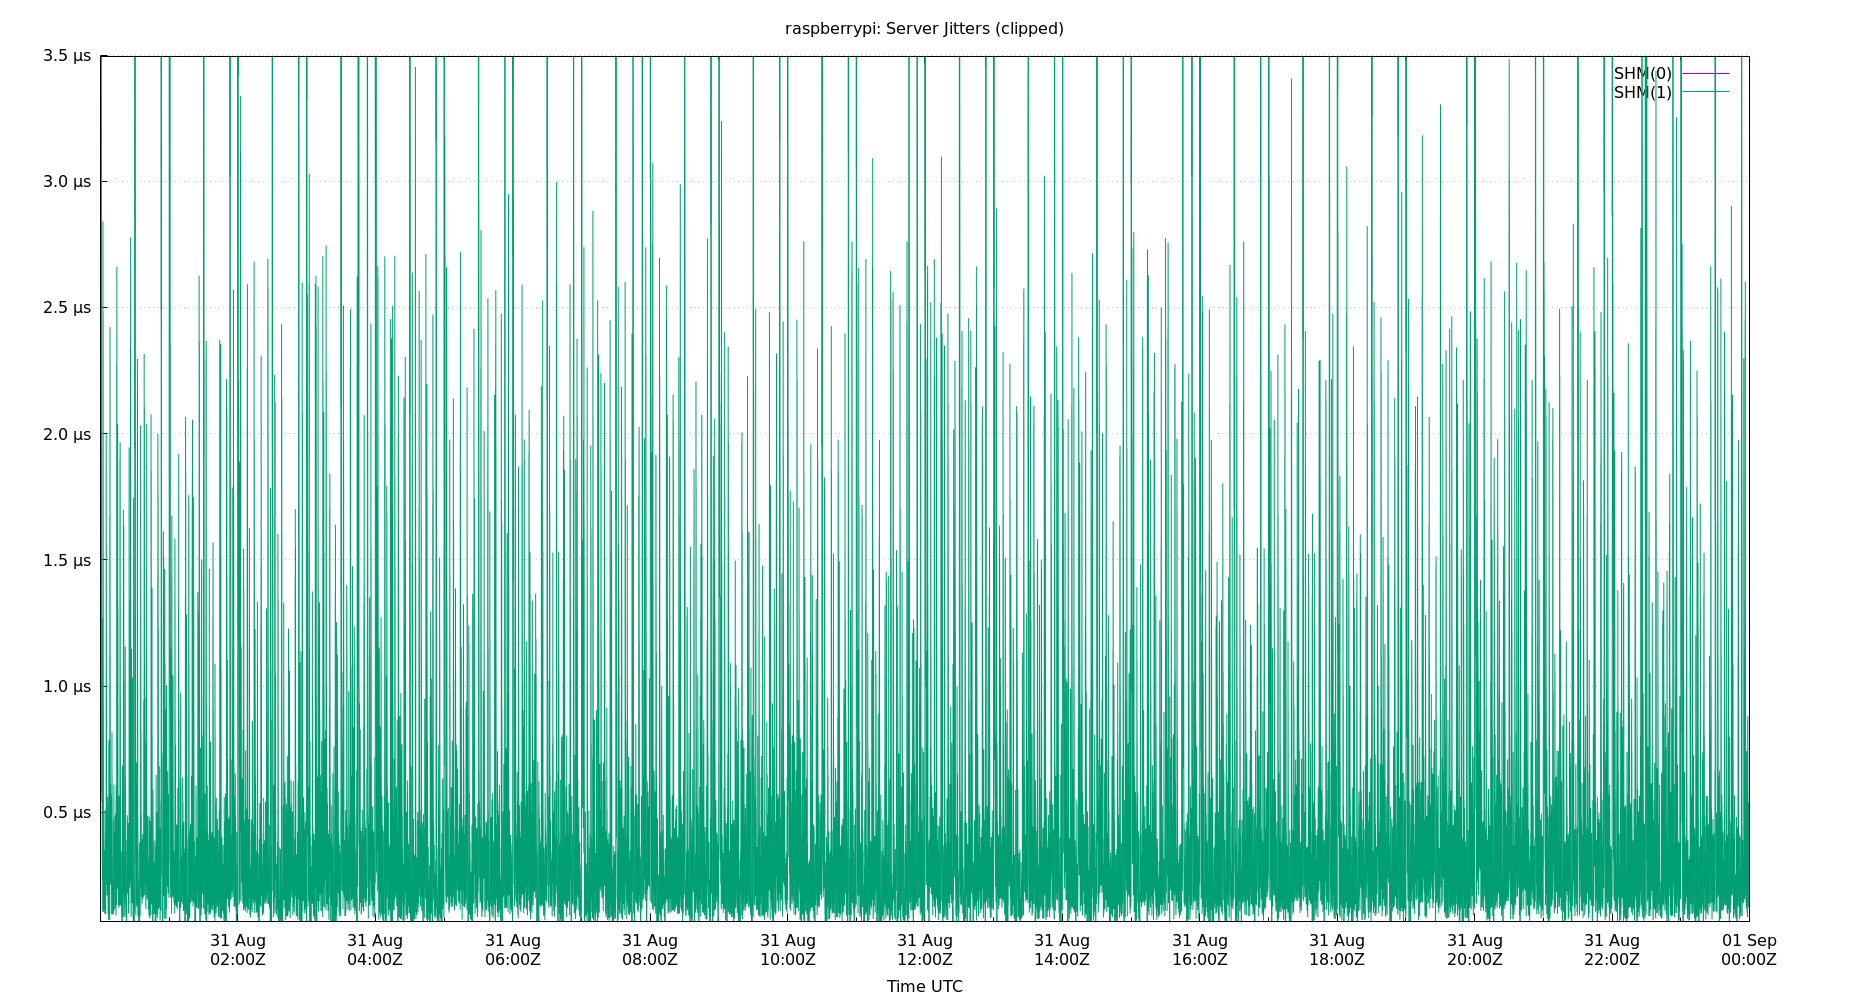 raspberrypi: Server Jitters (clipped)
3.5 µs
SHM(0)
SHM(1)
3.0 µs
2.5 µs
2.0 µs
1.5 µs
1.0 µs
0.5 µs
31 Aug 31 Aug 31 Aug 31 Aug 31 Aug 31 Aug 31 Aug 31 Aug 31 Aug 31 Aug 31 Aug 01 Sep
02:00Z 04:00Z 06:00Z 08:00Z 10:00Z 12:00Z 14:00Z 16:00Z 18:00Z 20:00Z 22:00Z 00:00Z
Time UTC